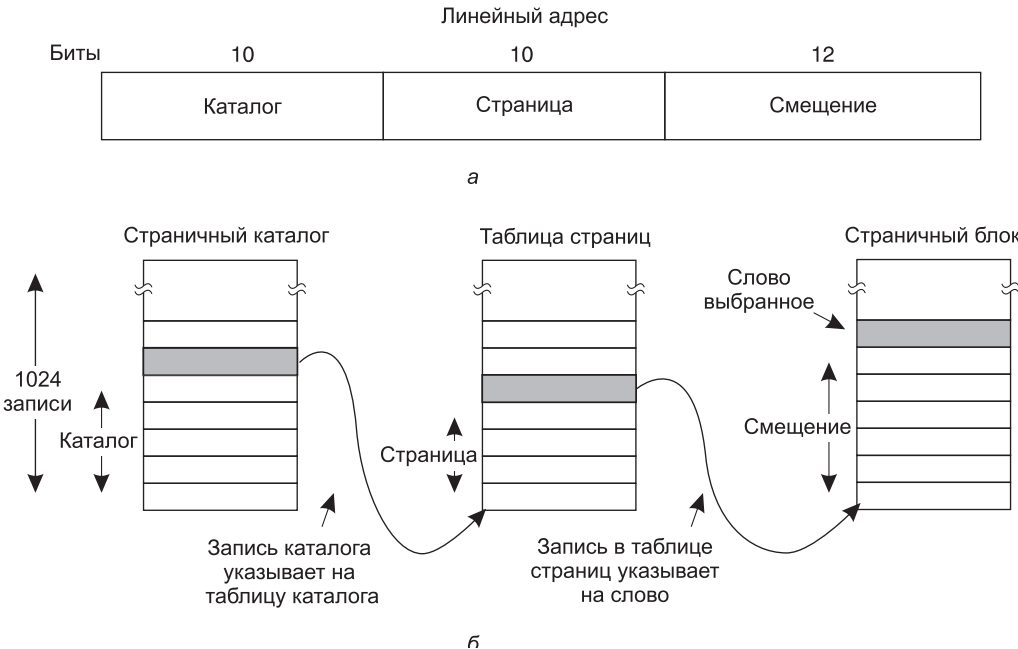 Линейный адрес
Биты 10 10 12
Каталог Страница Смещение
а
Страничный каталог Таблица страниц Страничный блок
Слово
выбранное
1024
записи
Каталог
Страница
Смещение
Запись каталога
указывает на
таблицу каталога
Запись в таблице
страниц указывает
на слово
б